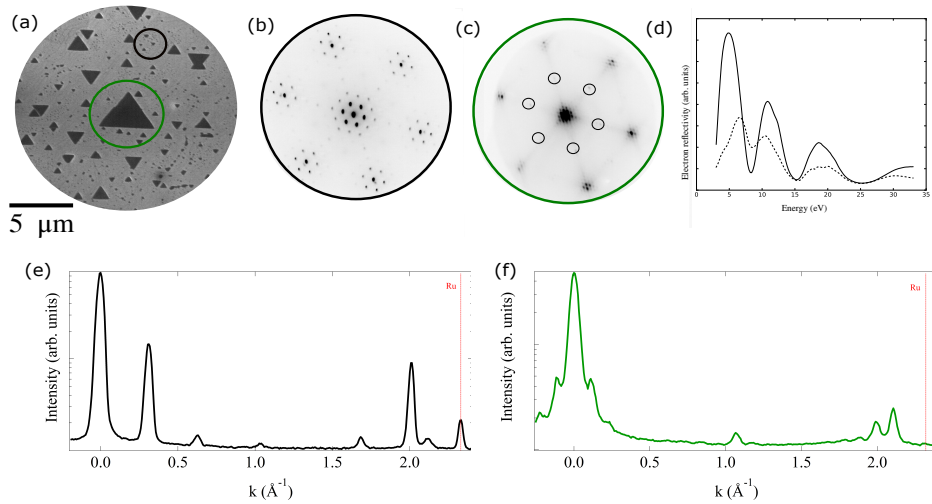 (a)
(b)
(c)
(d)
5 μm
Electron reflectivity (arb. units)
0 5 10 15 20 25 30 35
Energy (eV)
(e)
Ru
Intensity (arb. units)
0.0 0.5 1.0 1.5 2.0
k (Å⁻¹)
(f)
Ru
Intensity (arb. units)
0.0 0.5 1.0 1.5 2.0
k (Å⁻¹)